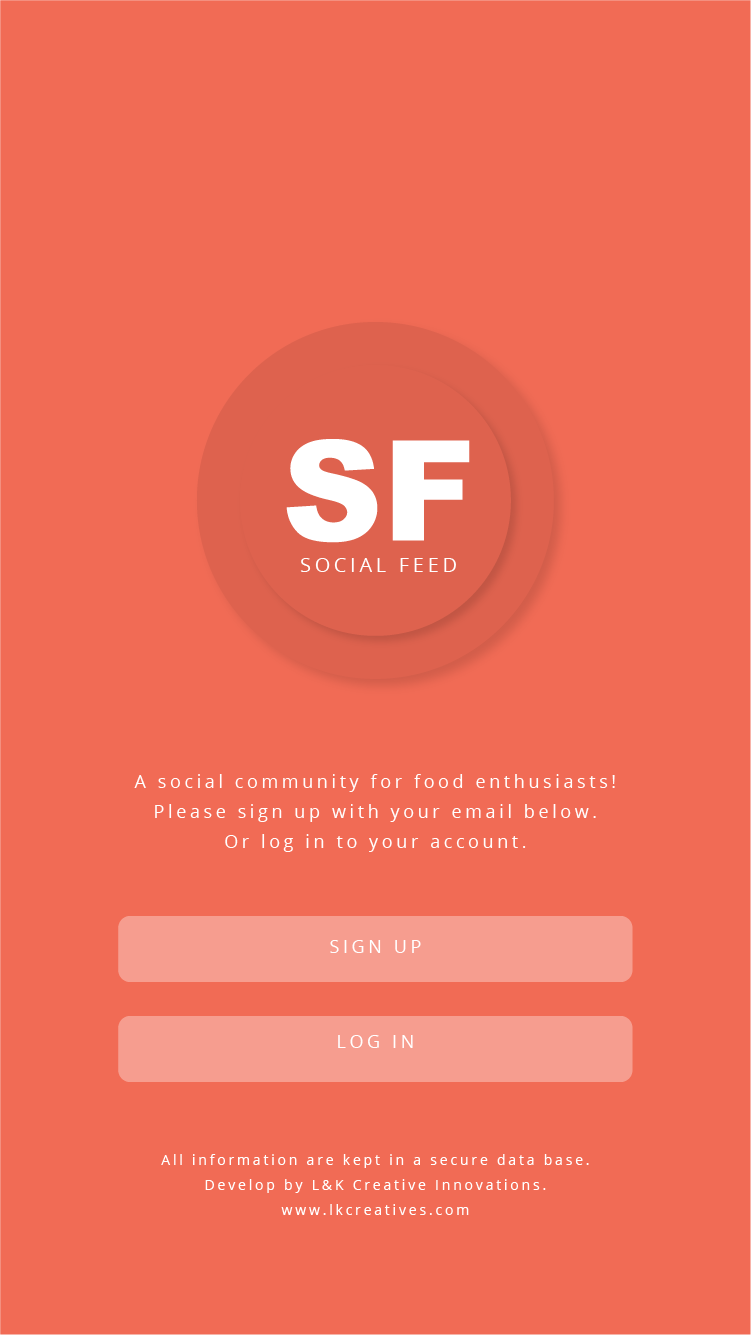 SF
SOCIAL FEED
A social community for food enthusiasts!
Please sign up with your email below.
Or log in to your account.
SIGN UP
LOG IN
All information are kept in a secure data base.
Develop by L&K Creative Innovations.
www.lkcreatives.com